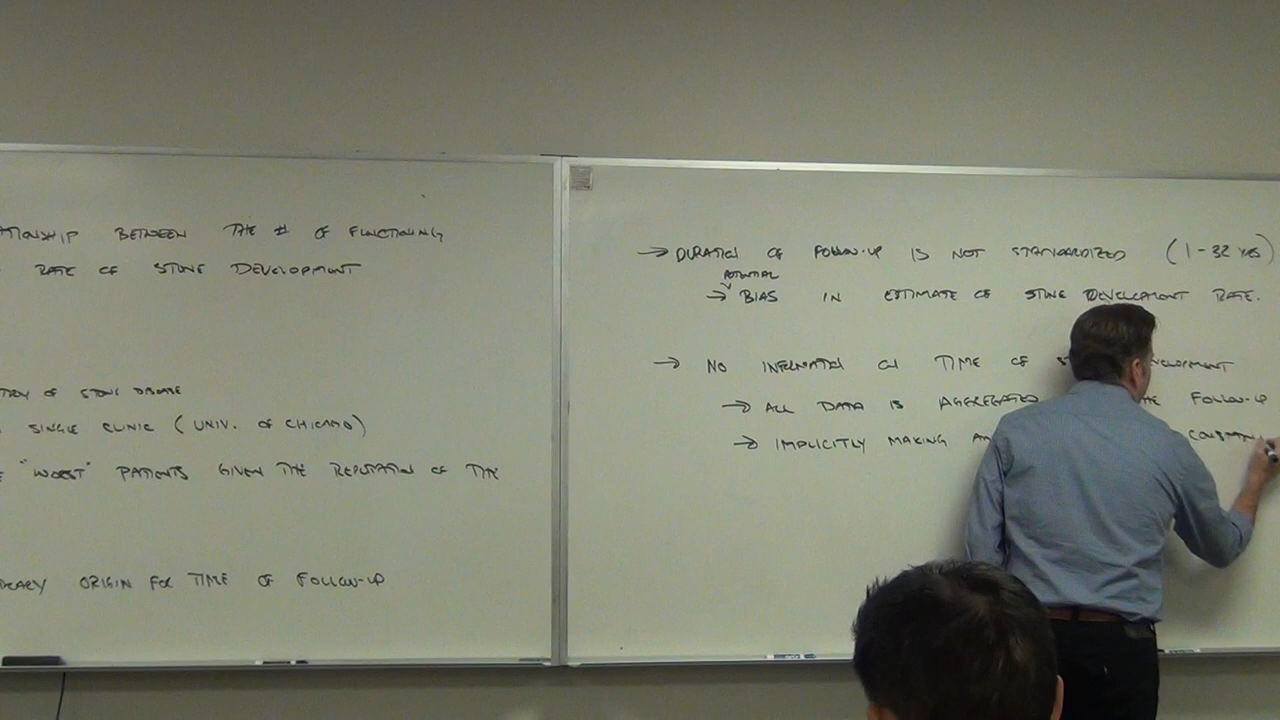 TIONSHIP BETWEEN THE # OF FUNCTIONING
RATE OF STONE DEVELOPMENT
STONE DISEASE
SINGLE CLINIC (UNIV. OF CHICAGO)
"WORST" PATIENTS GIVEN THE REPUTATION OF THE
ORIGIN FOR TIME OF FOLLOW-UP
→ DURATION OF FOLLOW-UP IS NOT STANDARDIZED (1-32 YRS)
POTENTIAL
→ BIAS IN ESTIMATE OF STONE DEVELOPMENT RATE.
→ NO INFORMATION ON TIME OF S
→ ALL DATA IS AGGREGATED FOLLOW-UP
→ IMPLICITLY MAKING